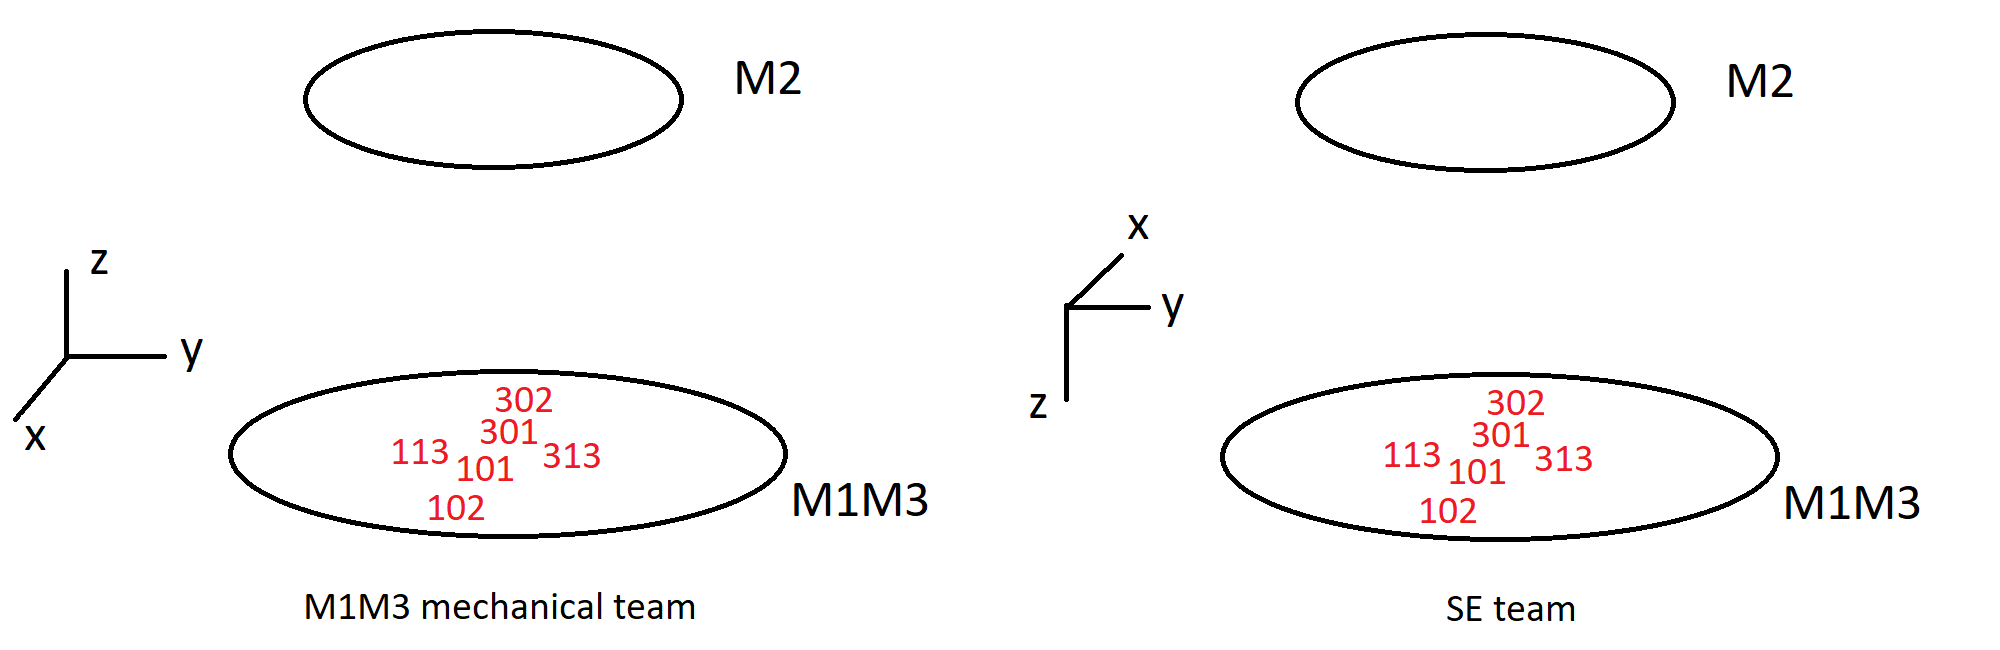 M2
z
y
x
302
301
113
313
101
102
M1M3
M1M3 mechanical team
M2
x
y
z
302
301
113
313
101
102
M1M3
SE team